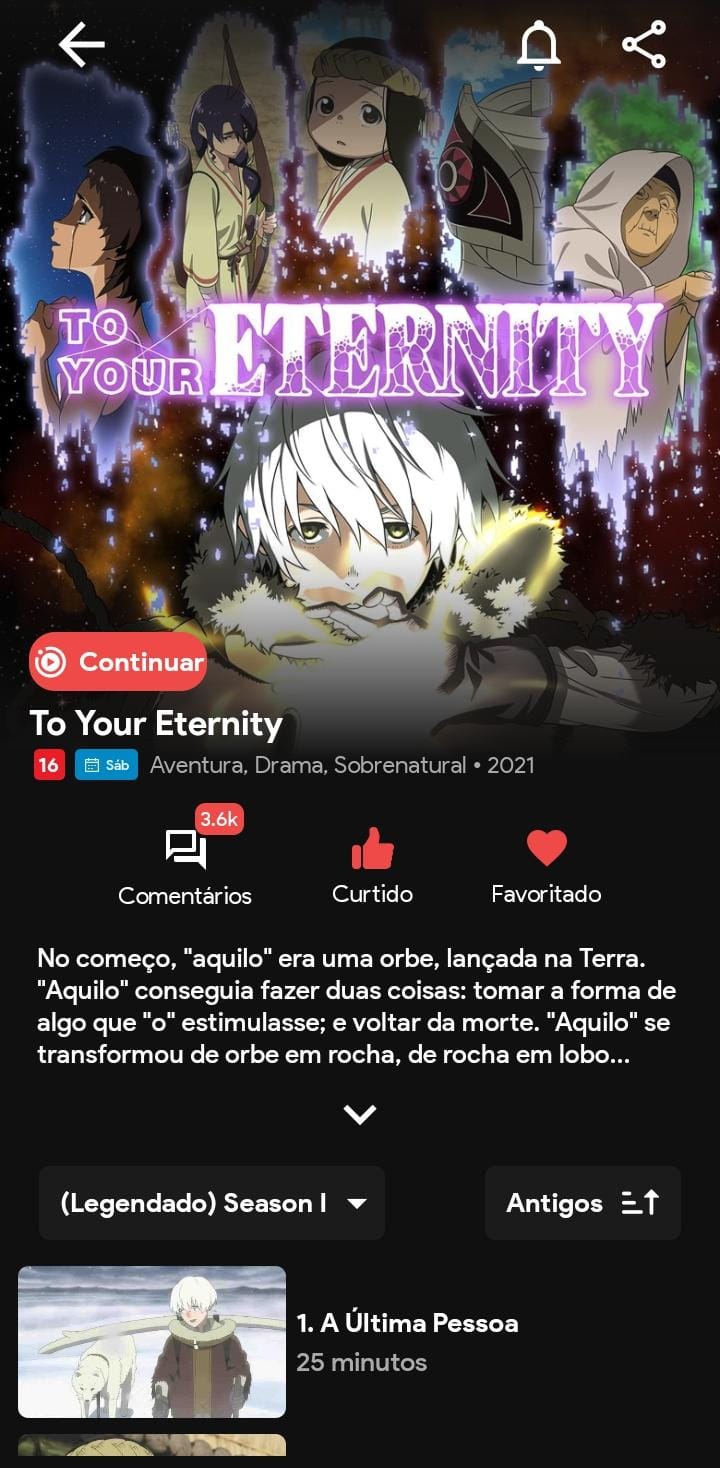 TO
YOUR ETERNITY
Continuar
To Your Eternity
16 Sáb Aventura, Drama, Sobrenatural • 2021
3.6k
Comentários Curtido Favoritado
No começo, "aquilo" era uma orbe, lançada na Terra.
"Aquilo" conseguia fazer duas coisas: tomar a forma de
algo que "o" estimulasse; e voltar da morte. "Aquilo" se
transformou de orbe em rocha, de rocha em lobo...
(Legendado) Season I Antigos
1. A Última Pessoa
25 minutos